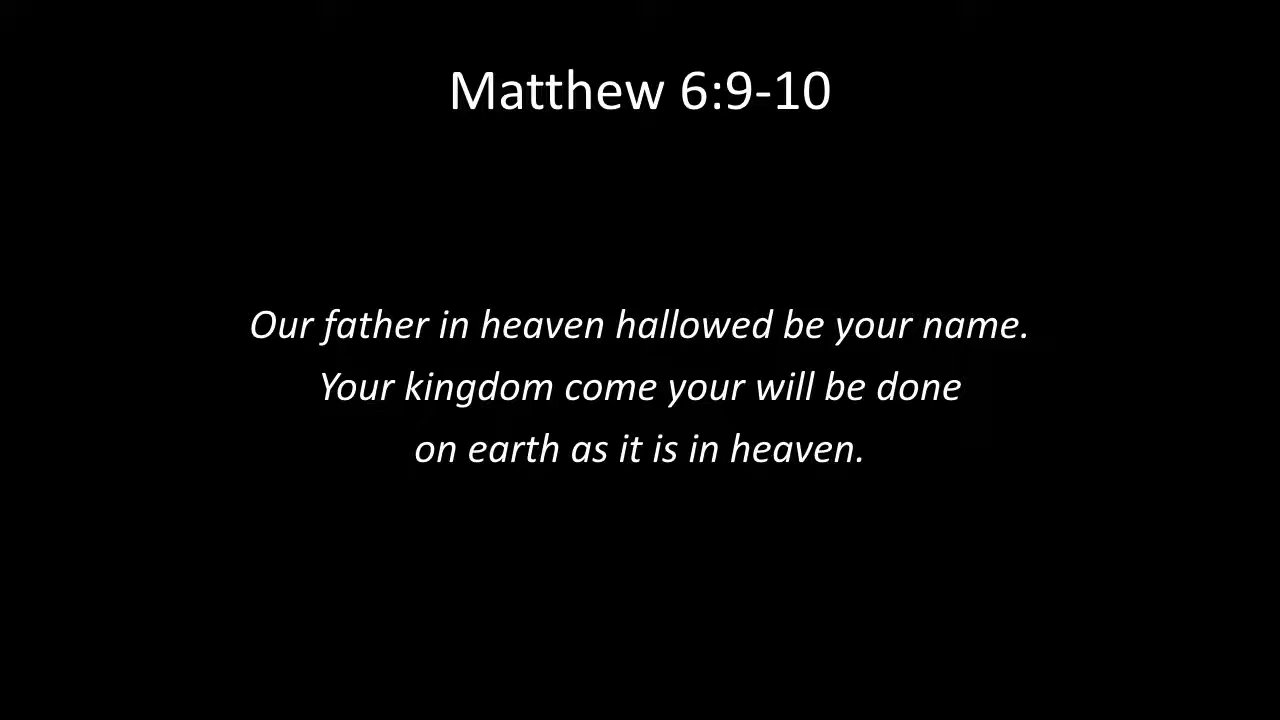 Matthew 6:9-10
Our father in heaven hallowed be your name.
Your kingdom come your will be done
on earth as it is in heaven.